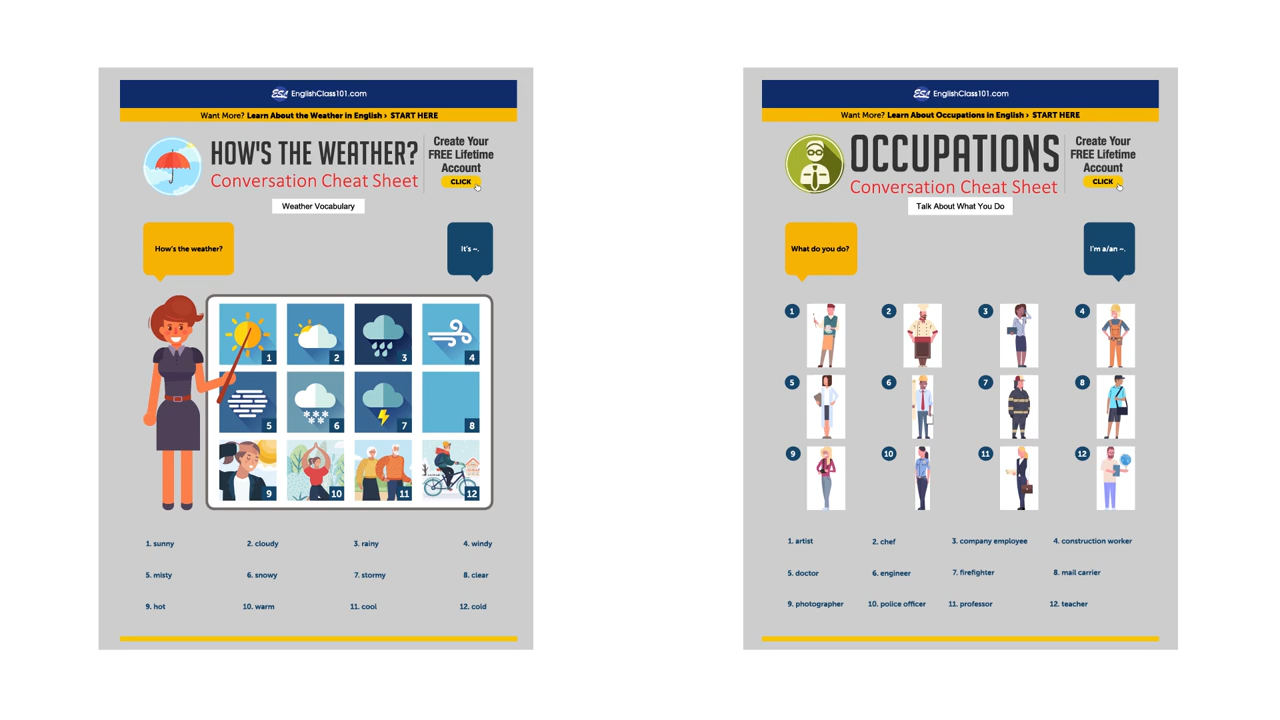 ESL EnglishClass101.com
Want More? Learn About the Weather in English › START HERE
HOW'S THE WEATHER?
Conversation Cheat Sheet
Create Your
FREE Lifetime
Account
CLICK
Weather Vocabulary
How's the weather?
It's ~.
1
2
3
4
5
6
7
8
9
10
11
12
1. sunny
2. cloudy
3. rainy
4. windy
5. misty
6. snowy
7. stormy
8. clear
9. hot
10. warm
11. cool
12. cold
ESL EnglishClass101.com
Want More? Learn About Occupations in English › START HERE
OCCUPATIONS
Conversation Cheat Sheet
Create Your
FREE Lifetime
Account
CLICK
Talk About What You Do
What do you do?
I'm a/an ~.
1
2
3
4
5
6
7
8
9
10
11
12
1. artist
2. chef
3. company employee
4. construction worker
5. doctor
6. engineer
7. firefighter
8. mail carrier
9. photographer
10. police officer
11. professor
12. teacher